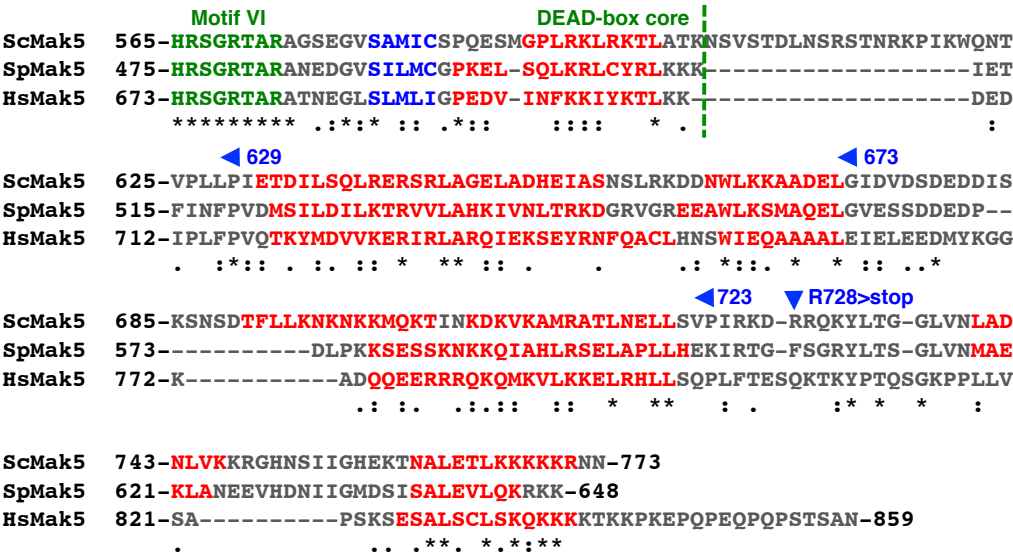 Motif VI DEAD-box core
ScMak5 565-HRSGRTARAGSEGVSAMICSPQESMGPLRKLRKTLATKNSVSTDLNSRSTNRKPIKWQNT
SpMak5 475-HRSGRTARANEDGVSILMCGPKEL-SQLKRLCYRLKKK-------------------IET
HsMak5 673-HRSGRTARATNEGLSLMLIGPEDV-INFKKIYKTLKK--------------------DED
********* .:*:* :: .*:: :::: * . :
◀ 629 ◀ 673
ScMak5 625-VPLLPIETDILSQLRERSRLAGELADHEIASNSLRKDDNWLKKAADELGIDVDSDEDDIS
SpMak5 515-FINFPVDMSILDILKTRVVLAHKIVNLTRKDGRVGREEAWLKSMAQELGVESSDDEDP--
HsMak5 712-IPLFPVQTKYMDVVKERIRLARQIEKSEYRNFQACLHNSWIEQAAAALEIELEEDMYKGG
. :*:: . :. :: * ** :: . . .: *::. * * :: ..*
◀ 723 ▼ R728>stop
ScMak5 685-KSNSDTFLLKNKNKKMQKTINKDKVKAMRATLNELLSVPIRKD-RRQKYLTG-GLVNLAD
SpMak5 573-----------DLPKKSESSKNKKQIAHLRSELAPLLHEKIRTG-FSGRYLTS-GLVNMAE
HsMak5 772-K-----------ADQQEERRRQKQMKVLKKELRHLLSQPLFTESQKTKYPTQSGKPPLLV
.: :. .:.:: :: * ** : . :* * * :
ScMak5 743-NLVKKRGHNSIIGHEKTNALETLKKKKKRNN-773
SpMak5 621-KLANEEVHDNIIGMDSISALEVLQKRKK-648
HsMak5 821-SA----------PSKSESALSCLSKQKKKKTKKPKEPQPEQPQPSTSAN-859
. .. .**. *.*:**